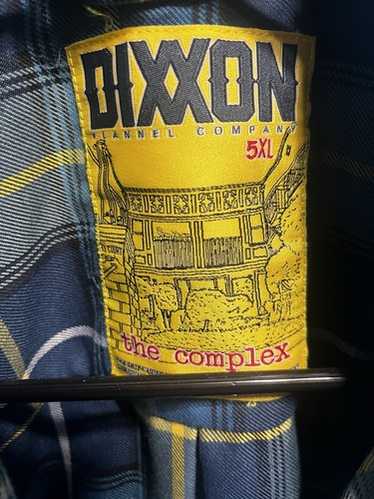 DIXXON
FLANNEL COMPANY
5XL
the complex